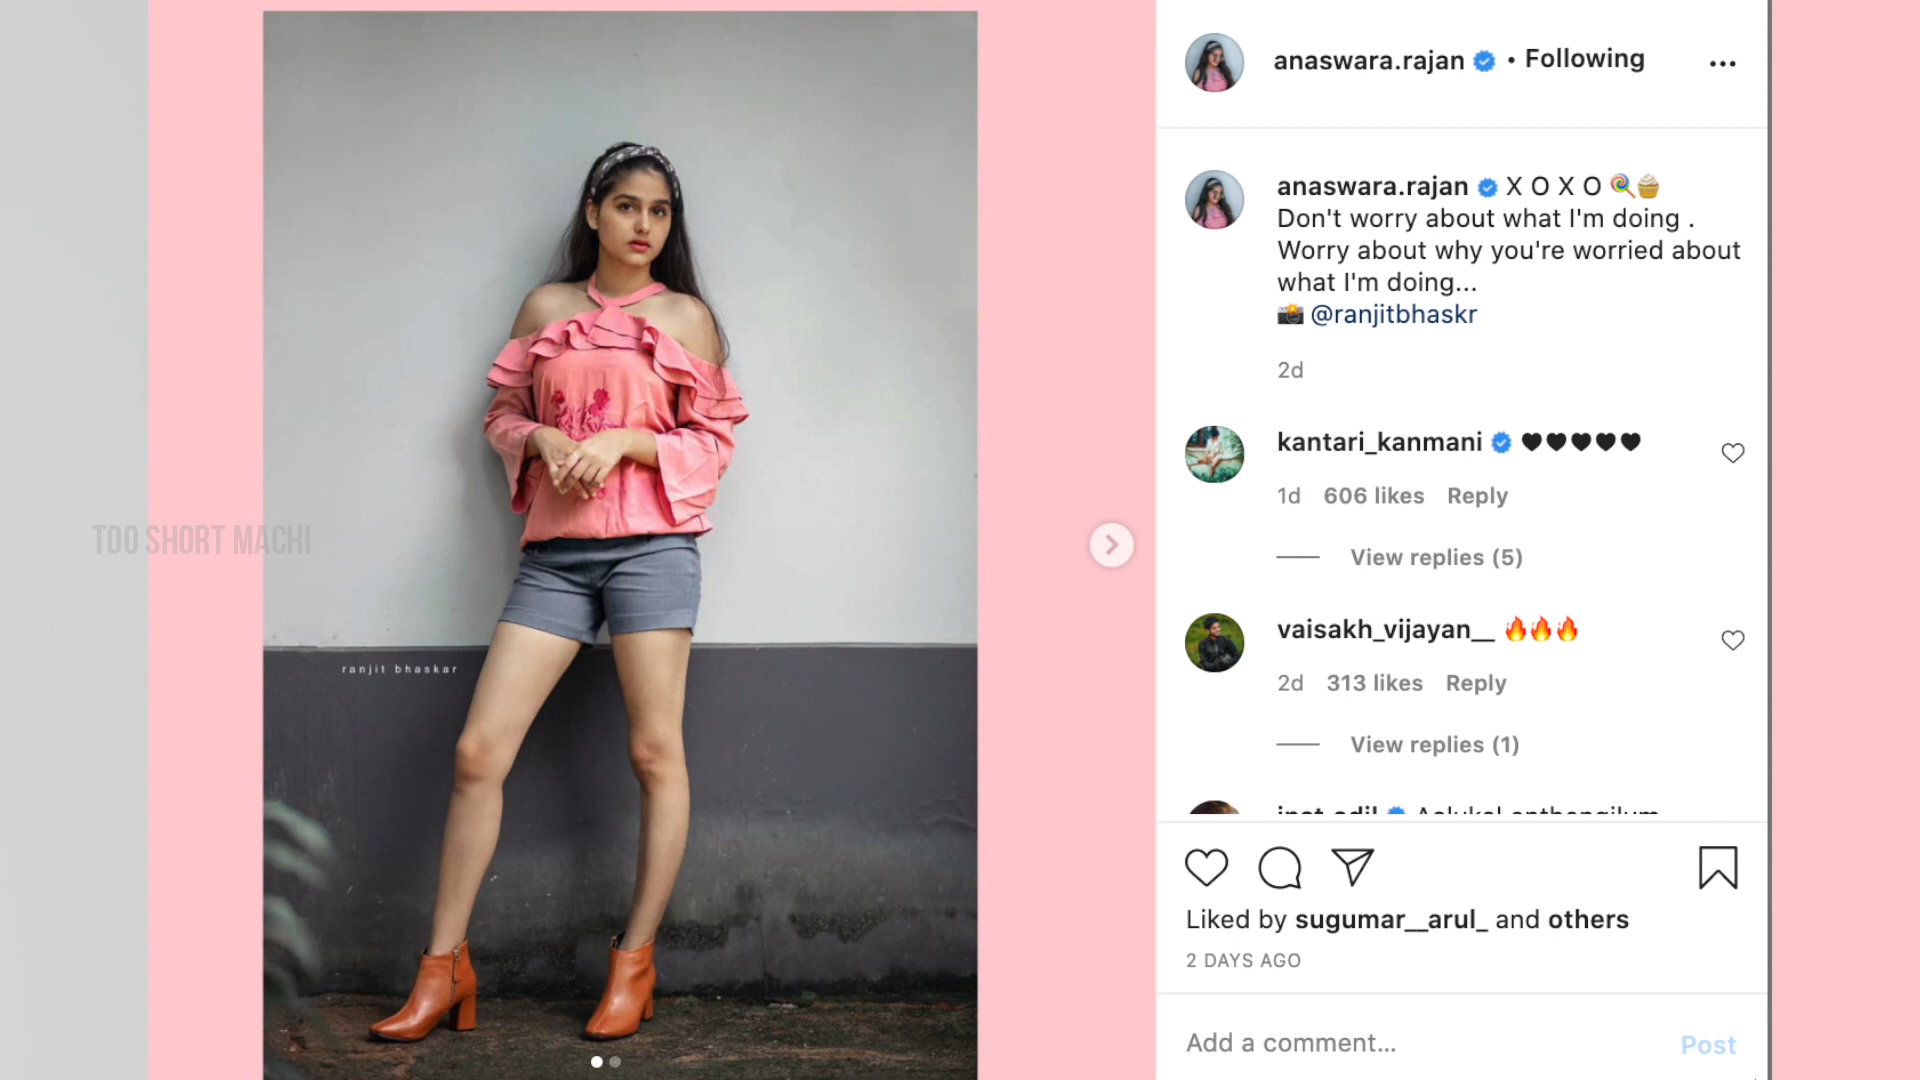 anaswara.rajan • Following
anaswara.rajan X O X O 🍭🧁
Don't worry about what I'm doing .
Worry about why you're worried about
what I'm doing...
📸 @ranjitbhaskr
2d
kantari_kanmani 🖤🖤🖤🖤🖤
1d 606 likes Reply
View replies (5)
vaisakh_vijayan__ 🔥🔥🔥
2d 313 likes Reply
View replies (1)
Liked by sugumar__arul_ and others
2 DAYS AGO
Add a comment... Post
TOO SHORT MACHI
ranjit bhaskar